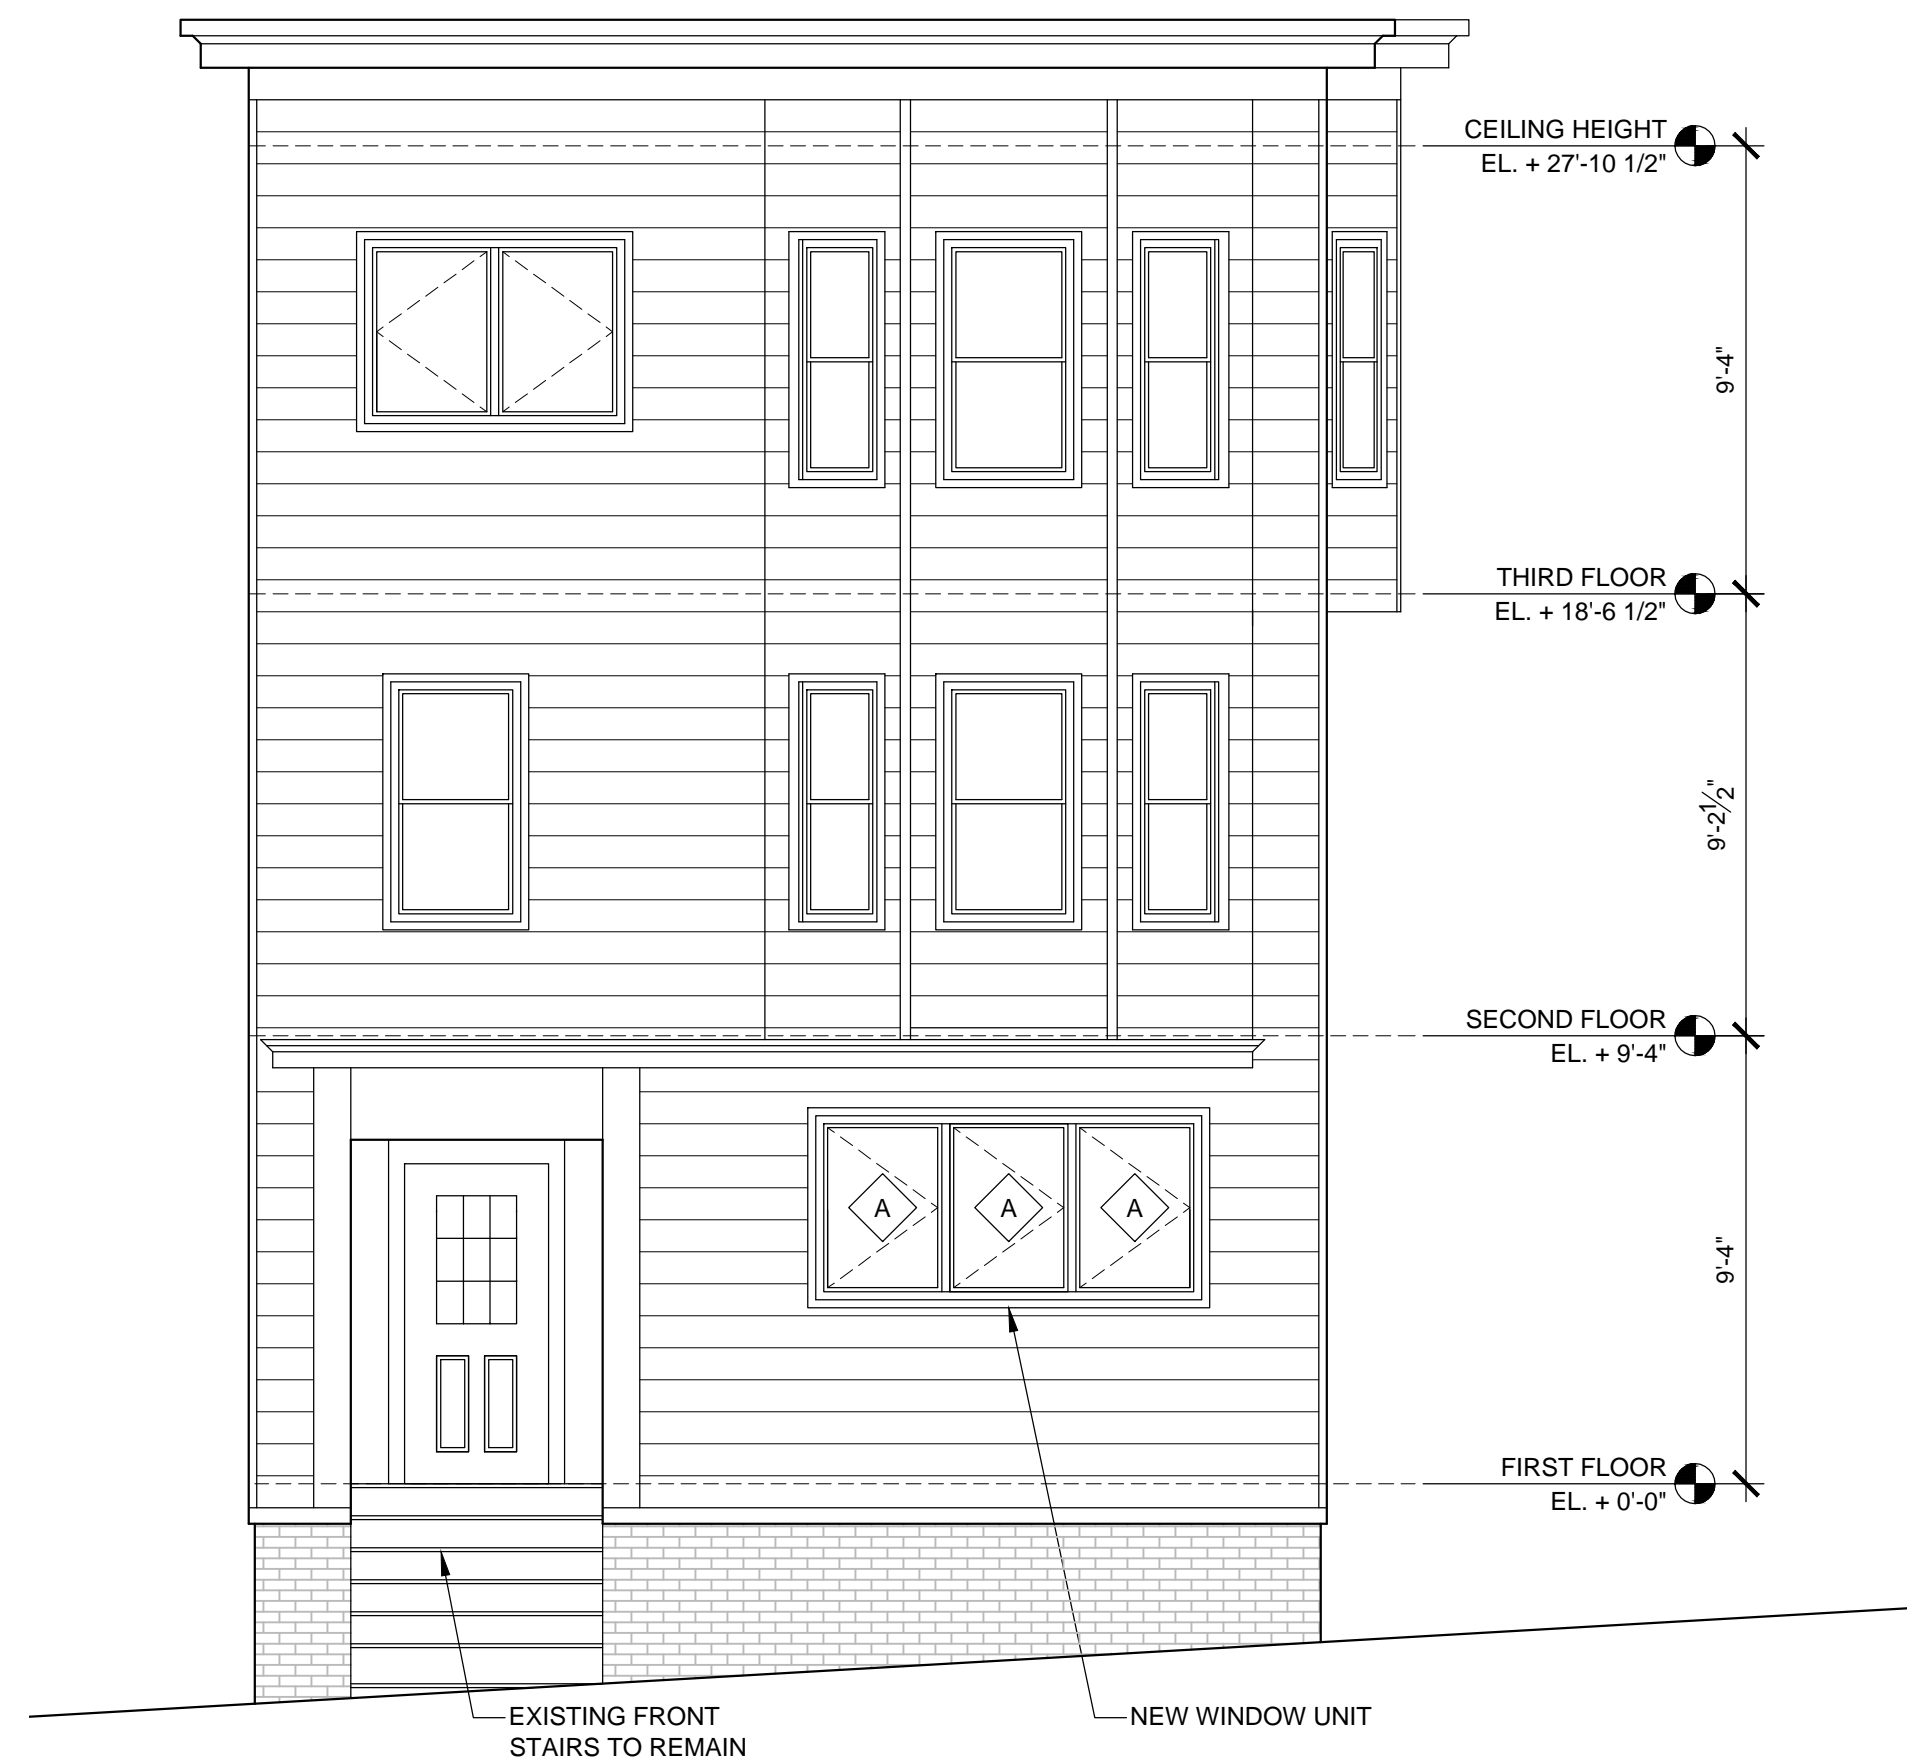 CEILING HEIGHT
EL. + 27'-10 1/2"
9'-4"
THIRD FLOOR
EL. + 18'-6 1/2"
9'-2½"
SECOND FLOOR
EL. + 9'-4"
A A A
9'-4"
FIRST FLOOR
EL. + 0'-0"
EXISTING FRONT
STAIRS TO REMAIN
NEW WINDOW UNIT